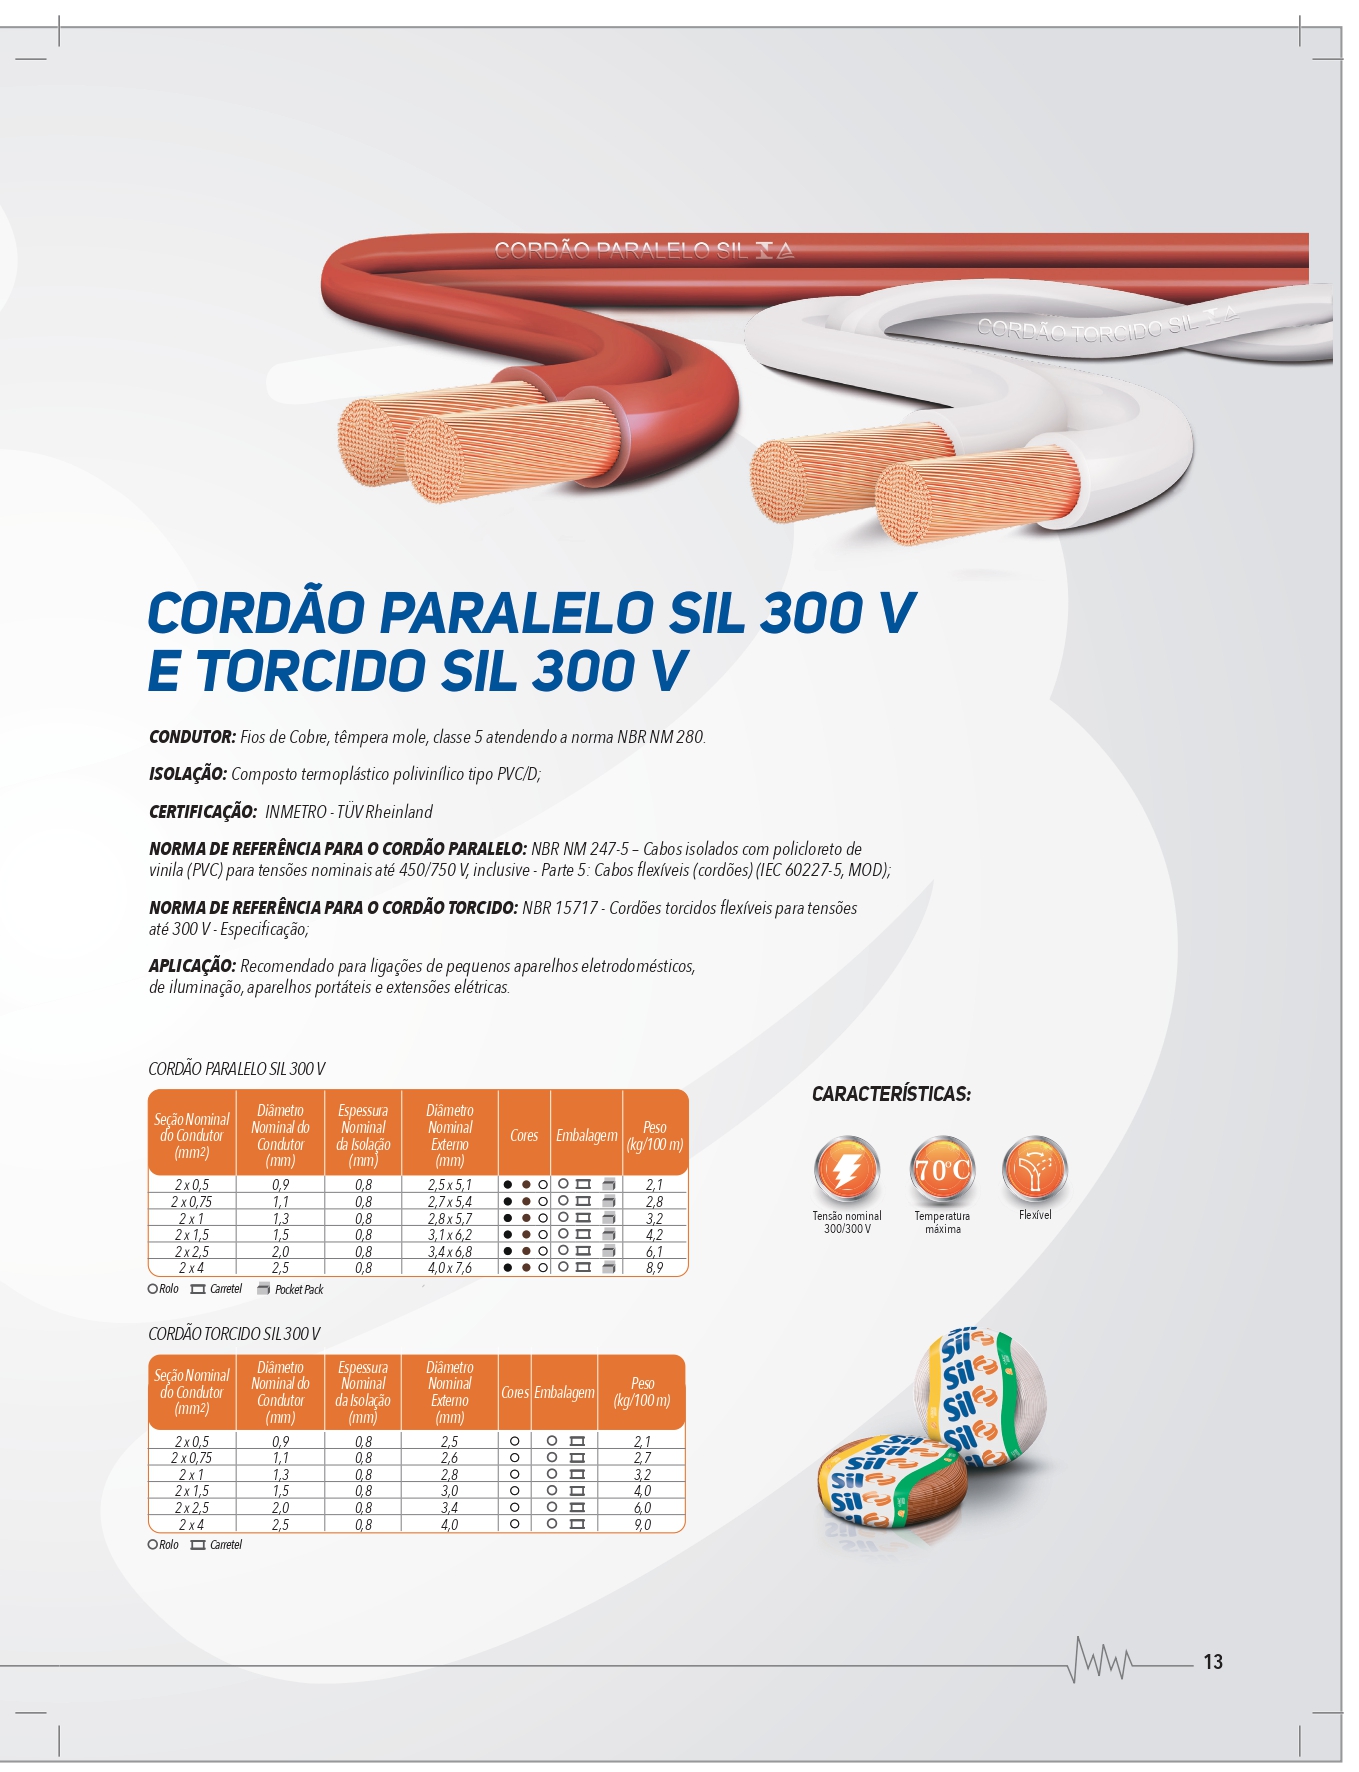 CORDÃO PARALELO SIL
CORDÃO TORCIDO SIL
CORDÃO PARALELO SIL 300 V
E TORCIDO SIL 300 V
CONDUTOR: Fios de Cobre, têmpera mole, classe 5 atendendo a norma NBR NM 280.
ISOLAÇÃO: Composto termoplástico polivinílico tipo PVC/D;
CERTIFICAÇÃO: INMETRO - TÜV Rheinland
NORMA DE REFERÊNCIA PARA O CORDÃO PARALELO: NBR NM 247-5 – Cabos isolados com policloreto de
vinila (PVC) para tensões nominais até 450/750 V, inclusive - Parte 5: Cabos flexíveis (cordões) (IEC 60227-5, MOD);
NORMA DE REFERÊNCIA PARA O CORDÃO TORCIDO: NBR 15717 - Cordões torcidos flexíveis para tensões
até 300 V - Especificação;
APLICAÇÃO: Recomendado para ligações de pequenos aparelhos eletrodomésticos,
de iluminação, aparelhos portáteis e extensões elétricas.
CORDÃO PARALELO SIL 300 V
Seção Nominal
do Condutor
(mm2)
Diâmetro
Nominal do
Condutor
(mm)
Espessura
Nominal
da Isolação
(mm)
Diâmetro
Nominal
Externo
(mm)
Cores
Embalagem
Peso
(kg/100 m)
2 x 0,5 0,9 0,8 2,5 x 5,1 2,1
2 x 0,75 1,1 0,8 2,7 x 5,4 2,8
2 x 1 1,3 0,8 2,8 x 5,7 3,2
2 x 1,5 1,5 0,8 3,1 x 6,2 4,2
2 x 2,5 2,0 0,8 3,4 x 6,8 6,1
2 x 4 2,5 0,8 4,0 x 7,6 8,9
Rolo Carretel Pocket Pack
CORDÃO TORCIDO SIL 300 V
Seção Nominal
do Condutor
(mm2)
Diâmetro
Nominal do
Condutor
(mm)
Espessura
Nominal
da Isolação
(mm)
Diâmetro
Nominal
Externo
(mm)
Cores
Embalagem
Peso
(kg/100 m)
2 x 0,5 0,9 0,8 2,5 2,1
2 x 0,75 1,1 0,8 2,6 2,7
2 x 1 1,3 0,8 2,8 3,2
2 x 1,5 1,5 0,8 3,0 4,0
2 x 2,5 2,0 0,8 3,4 6,0
2 x 4 2,5 0,8 4,0 9,0
Rolo Carretel
CARACTERÍSTICAS:
70°C
Tensão nominal
300/300 V
Temperatura
máxima
Flexível
Sil
Sil
Sil
Sil
Sil
Sil
Sil
Sil
Sil
13